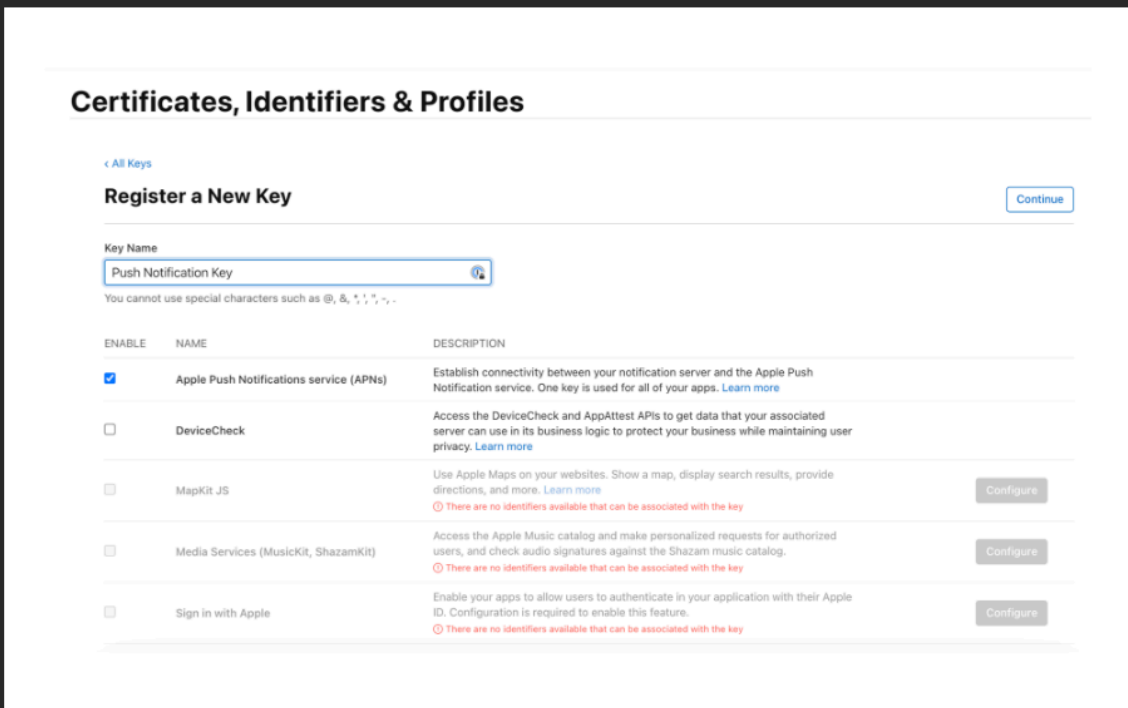 Certificates, Identifiers & Profiles
‹ All Keys
Register a New Key
Continue
Key Name
Push Notification Key
You cannot use special characters such as @, &, *, ', ", -, .
ENABLE NAME DESCRIPTION
Apple Push Notifications service (APNs)
Establish connectivity between your notification server and the Apple Push
Notification service. One key is used for all of your apps. Learn more
DeviceCheck
Access the DeviceCheck and AppAttest APIs to get data that your associated
server can use in its business logic to protect your business while maintaining user
privacy. Learn more
MapKit JS
Use Apple Maps on your websites. Show a map, display search results, provide
directions, and more. Learn more
There are no identifiers available that can be associated with the key
Configure
Media Services (MusicKit, ShazamKit)
Access the Apple Music catalog and make personalized requests for authorized
users, and check audio signatures against the Shazam music catalog.
There are no identifiers available that can be associated with the key
Configure
Sign in with Apple
Enable your apps to allow users to authenticate in your application with their Apple
ID. Configuration is required to enable this feature.
There are no identifiers available that can be associated with the key
Configure